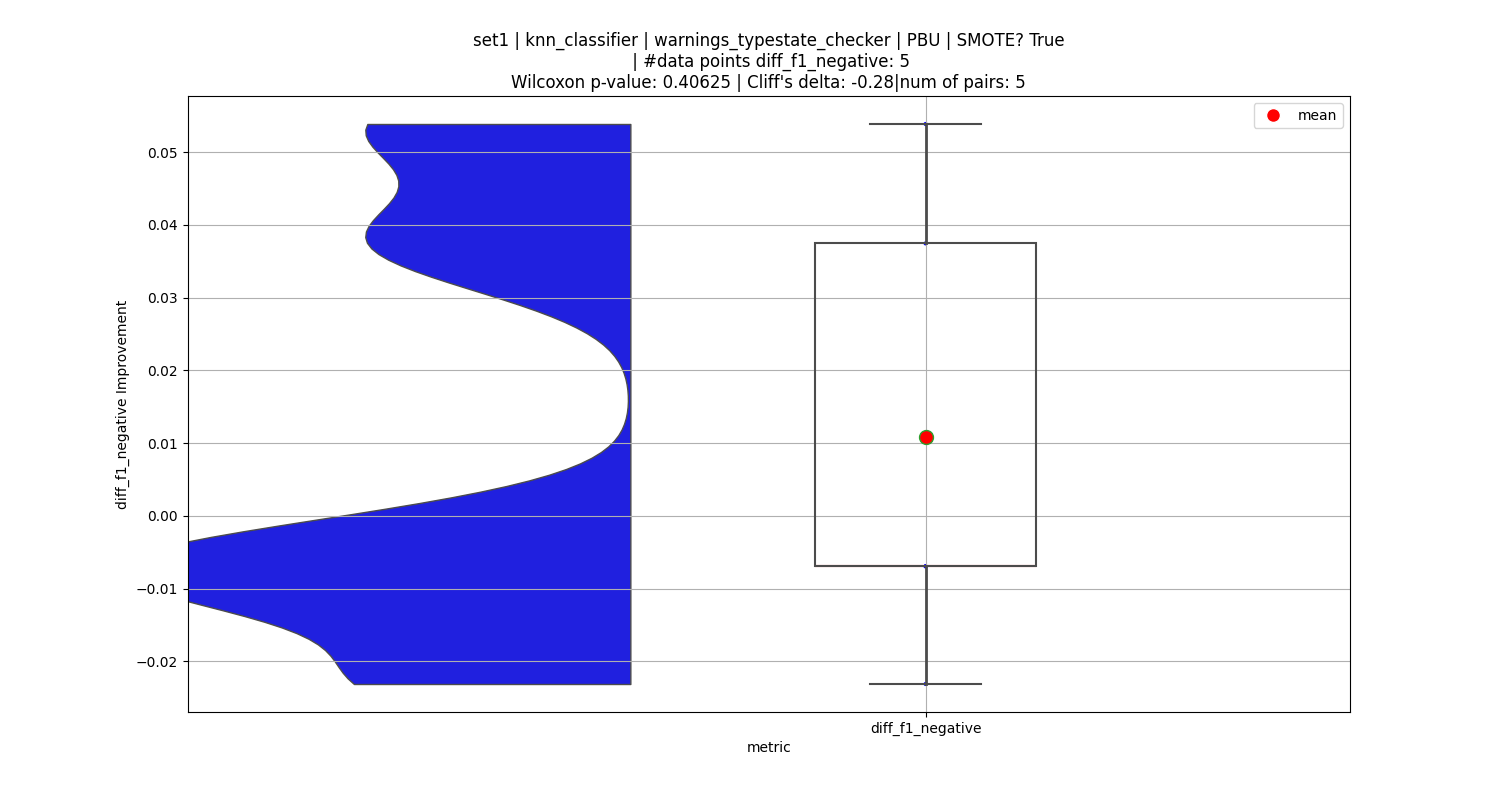 set1 | knn_classifier | warnings_typestate_checker | PBU | SMOTE? True
| #data points diff_f1_negative: 5
Wilcoxon p-value: 0.40625 | Cliff's delta: -0.28|num of pairs: 5
mean
0.05
0.04
0.03
0.02
0.01
0.00
−0.01
−0.02
diff_f1_negative Improvement
diff_f1_negative
metric